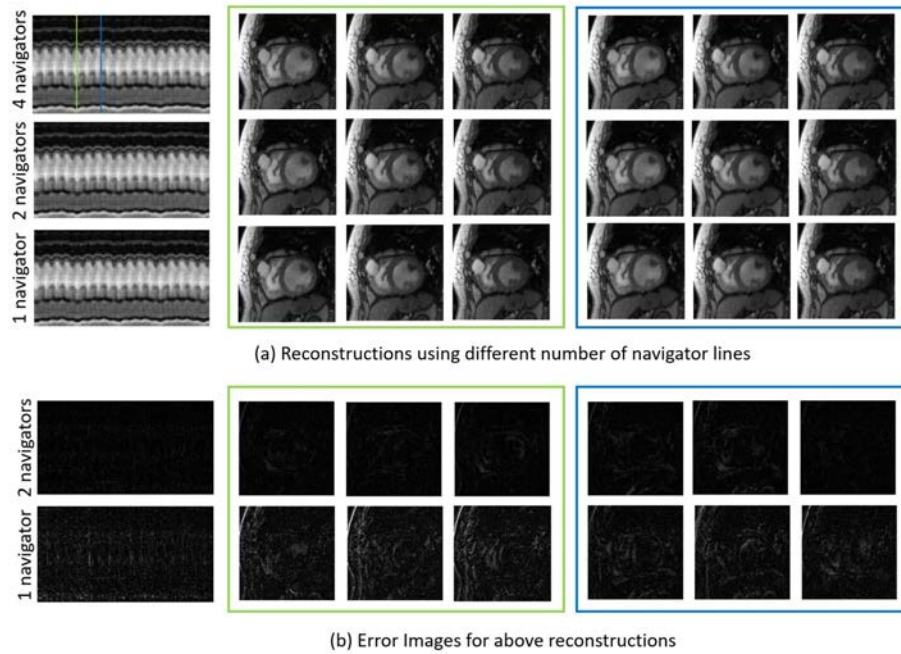 4 navigators
2 navigators
1 navigator
(a) Reconstructions using different number of navigator lines
2 navigators
1 navigator
(b) Error Images for above reconstructions